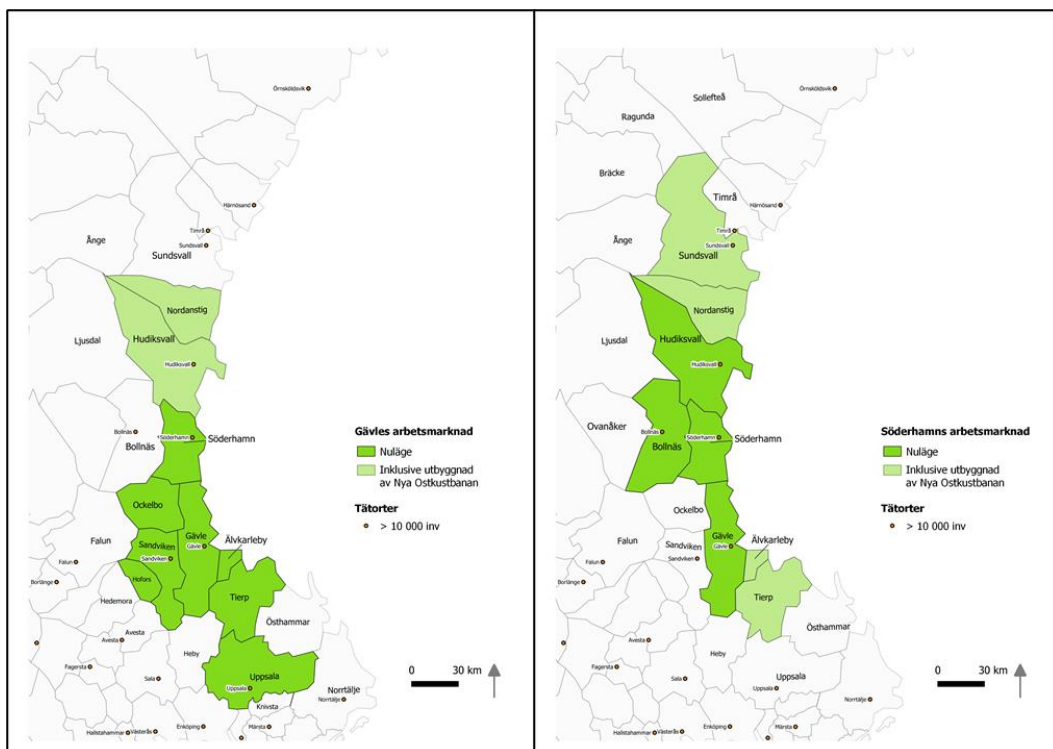 Örnsköldsvik
Härnösand
Timrå
Sundsvall
Ånge
Sundsvall
Nordanstig
Ljusdal
Hudiksvall
Hudiksvall
Bollnäs
Söderhamn
Söderhamn
Bollnäs
Ockelbo
Falun
Gävle
Gävle
Älvkarleby
Sandviken
Sandviken
Falun
Borlänge
Hofors
Hedemora
Tierp
Östhammar
Avesta
Avesta
Heby
Fagersta
Sala
Uppsala
Uppsala
Norrtälje
Norrtälje
Knivsta
Enköping
Märsta
Hallstahammar
Västerås
Gävles arbetsmarknad
Nuläge
Inklusive utbyggnad
av Nya Ostkustbanan
Tätorter
> 10 000 inv
0 30 km
Örnsköldsvik
Sollefteå
Ragunda
Bräcke
Timrå
Härnösand
Timrå
Sundsvall
Ånge
Sundsvall
Nordanstig
Ljusdal
Hudiksvall
Hudiksvall
Ovanåker
Bollnäs
Bollnäs
Söderhamn
Söderhamn
Ockelbo
Falun
Gävle
Gävle
Älvkarleby
Sandviken
Sandviken
Falun
Borlänge
Tierp
Östhammar
Avesta
Heby
Fagersta
Sala
Uppsala
Uppsala
Norrtälje
Enköping
Märsta
Hallstahammar
Västerås
Söderhamns arbetsmarknad
Nuläge
Inklusive utbyggnad
av Nya Ostkustbanan
Tätorter
> 10 000 inv
0 30 km